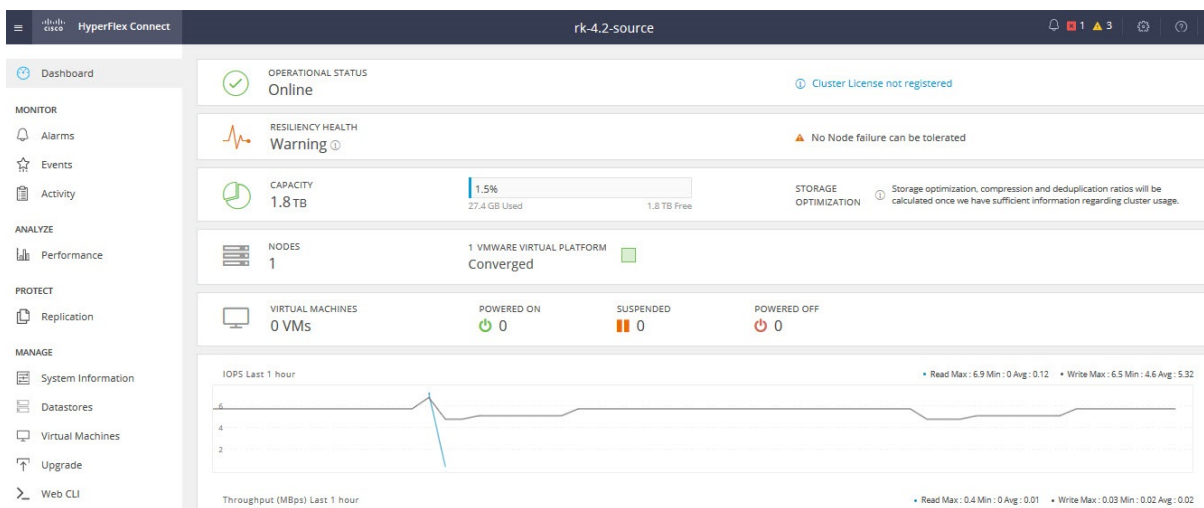 cisco HyperFlex Connect
rk-4.2-source
1 3
Dashboard
MONITOR
Alarms
Events
Activity
ANALYZE
Performance
PROTECT
Replication
MANAGE
System Information
Datastores
Virtual Machines
Upgrade
Web CLI
OPERATIONAL STATUS
Online
Cluster License not registered
RESILIENCY HEALTH
Warning
No Node failure can be tolerated
CAPACITY
1.8 TB
1.5%
27.4 GB Used
1.8 TB Free
STORAGE
OPTIMIZATION
Storage optimization, compression and deduplication ratios will be
calculated once we have sufficient information regarding cluster usage.
NODES
1
1 VMWARE VIRTUAL PLATFORM
Converged
VIRTUAL MACHINES
0 VMs
POWERED ON
0
SUSPENDED
0
POWERED OFF
0
IOPS Last 1 hour
Read Max : 6.9 Min : 0 Avg : 0.12 Write Max : 6.5 Min : 4.6 Avg : 5.32
6
4
2
Throughput (MBps) Last 1 hour
Read Max : 0.4 Min : 0 Avg : 0.01 Write Max : 0.03 Min : 0.02 Avg : 0.02